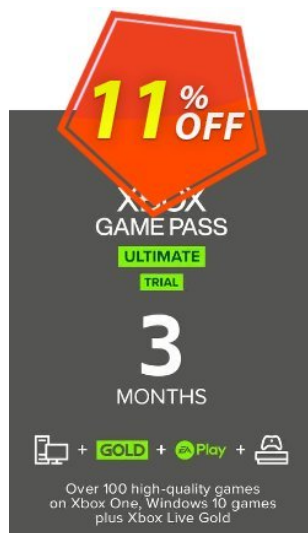 11% OFF
XBOX
GAME PASS
ULTIMATE
TRIAL
3
MONTHS
+ GOLD + EA Play +
Over 100 high-quality games
on Xbox One, Windows 10 games
plus Xbox Live Gold